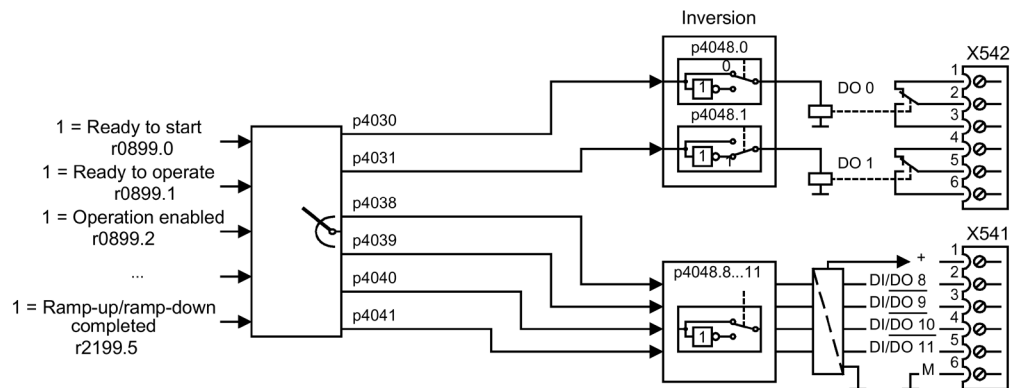 Inversion
p4048.0
0
1
X542
1
2
3
4
5
6
DO 0
p4048.1
1
1
DO 1
p4030
p4031
p4038
p4039
p4040
p4041
1 = Ready to start
r0899.0
1 = Ready to operate
r0899.1
1 = Operation enabled
r0899.2
...
1 = Ramp-up/ramp-down
completed
r2199.5
p4048.8...11
1
X541
1
2
3
4
5
6
+
DI/DO 8
DI/DO 9
DI/DO 10
DI/DO 11
M